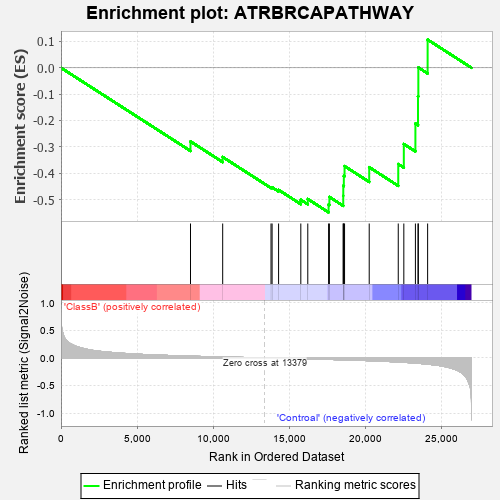 Enrichment plot: ATRBRCAPATHWAY
Enrichment score (ES)
0.1
0.0
-0.1
-0.2
-0.3
-0.4
-0.5
'ClassB' (positively correlated)
Ranked list metric (Signal2Noise)
1.0
0.5
0.0
-0.5
-1.0
Zero cross at 13379
'Controal' (negatively correlated)
0 5,000 10,000 15,000 20,000 25,000
Rank in Ordered Dataset
Enrichment profile Hits Ranking metric scores